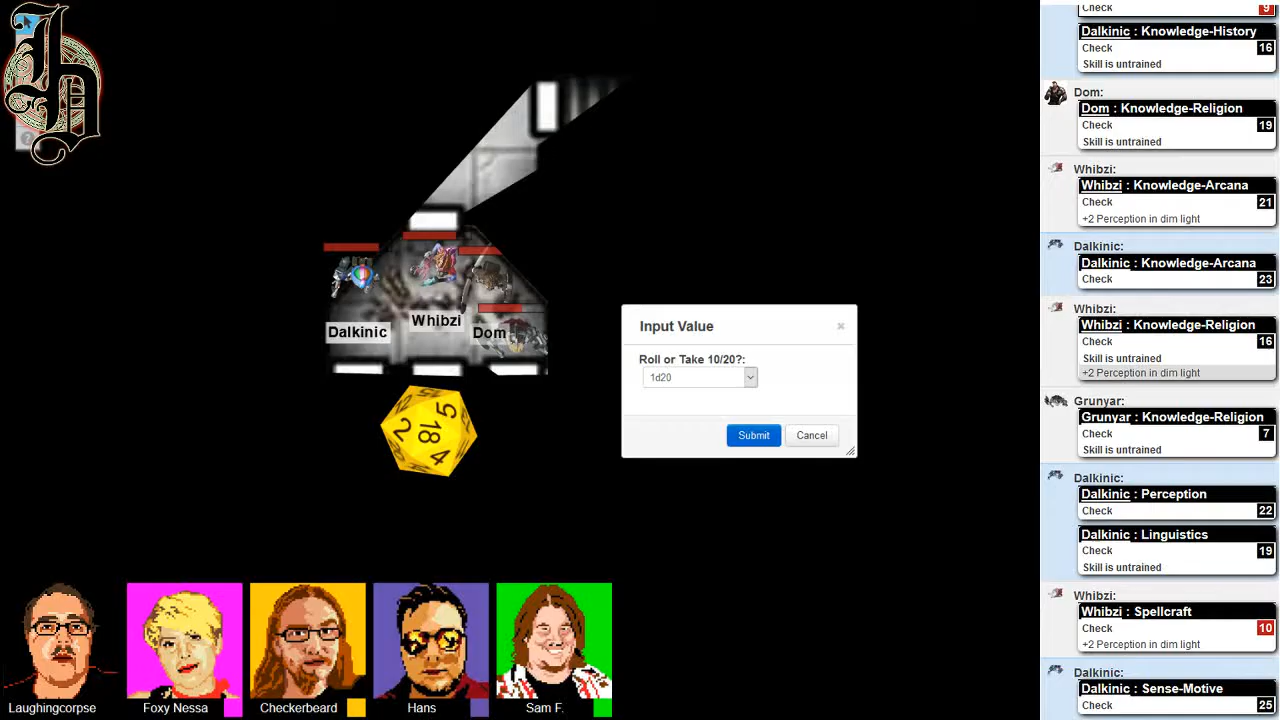 H
Check
9
Dalkinic : Knowledge-History
Check
16
Skill is untrained
Dom:
Dom : Knowledge-Religion
Check
19
Skill is untrained
Whibzi:
Whibzi : Knowledge-Arcana
Check
21
+2 Perception in dim light
Dalkinic:
Dalkinic : Knowledge-Arcana
Check
23
Whibzi:
Whibzi : Knowledge-Religion
Check
16
Skill is untrained
+2 Perception in dim light
Grunyar:
Grunyar : Knowledge-Religion
Check
7
Skill is untrained
Dalkinic:
Dalkinic : Perception
Check
22
Dalkinic : Linguistics
Check
19
Skill is untrained
Whibzi:
Whibzi : Spellcraft
Check
10
+2 Perception in dim light
Dalkinic:
Dalkinic : Sense-Motive
Check
25
Dalkinic
Whibzi
Dom
Input Value
Roll or Take 10/20?:
1d20
Submit
Cancel
5
2
18
4
Laughingcorpse
Foxy Nessa
Checkerbeard
Hans
Sam F.